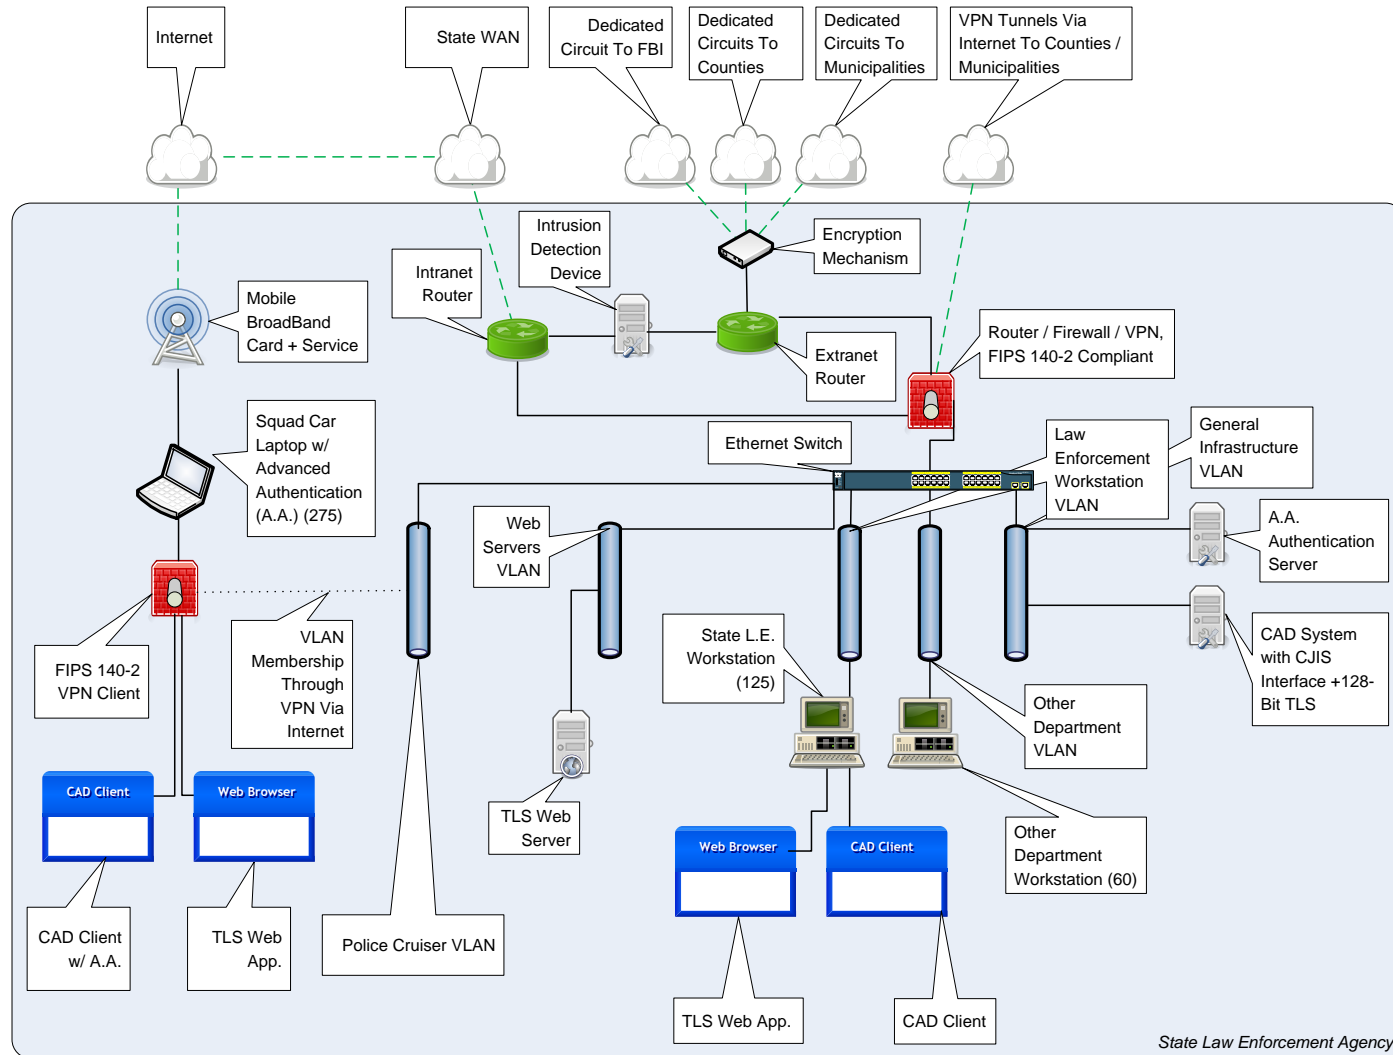 Internet
State WAN
Dedicated
Circuit To FBI
Dedicated
Circuits To
Counties
Dedicated
Circuits To
Municipalities
VPN Tunnels Via
Internet To Counties /
Municipalities
Intrusion
Detection
Device
Encryption
Mechanism
Intranet
Router
Mobile
BroadBand
Card + Service
Extranet
Router
Router / Firewall / VPN,
FIPS 140-2 Compliant
Squad Car
Laptop w/
Advanced
Authentication
(A.A.) (275)
Ethernet Switch
Law
Enforcement
Workstation
VLAN
General
Infrastructure
VLAN
Web
Servers
VLAN
A.A.
Authentication
Server
FIPS 140-2
VPN Client
VLAN
Membership
Through
VPN Via
Internet
State L.E.
Workstation
(125)
CAD System
with CJIS
Interface +128-
Bit TLS
Other
Department
VLAN
CAD Client
Web Browser
TLS Web
Server
Web Browser
CAD Client
Other
Department
Workstation (60)
CAD Client
w/ A.A.
TLS Web
App.
Police Cruiser VLAN
TLS Web App.
CAD Client
State Law Enforcement Agency